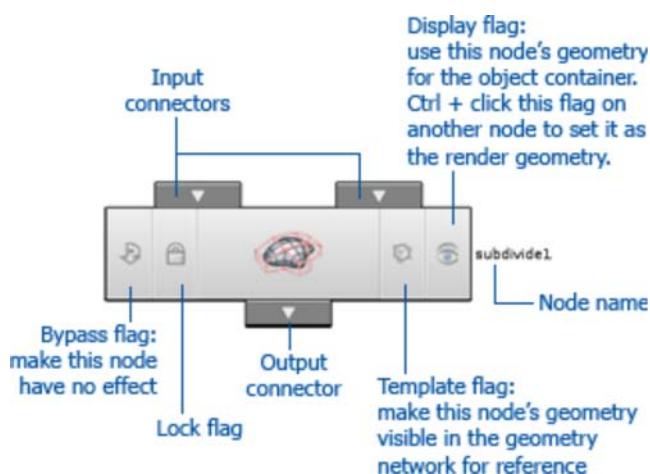 Display flag:
use this node's geometry
for the object container.
Ctrl + click this flag on
another node to set it as
the render geometry.
Input
connectors
subdivide1
Node name
Bypass flag:
make this node
have no effect
Lock flag
Output
connector
Template flag:
make this node's geometry
visible in the geometry
network for reference